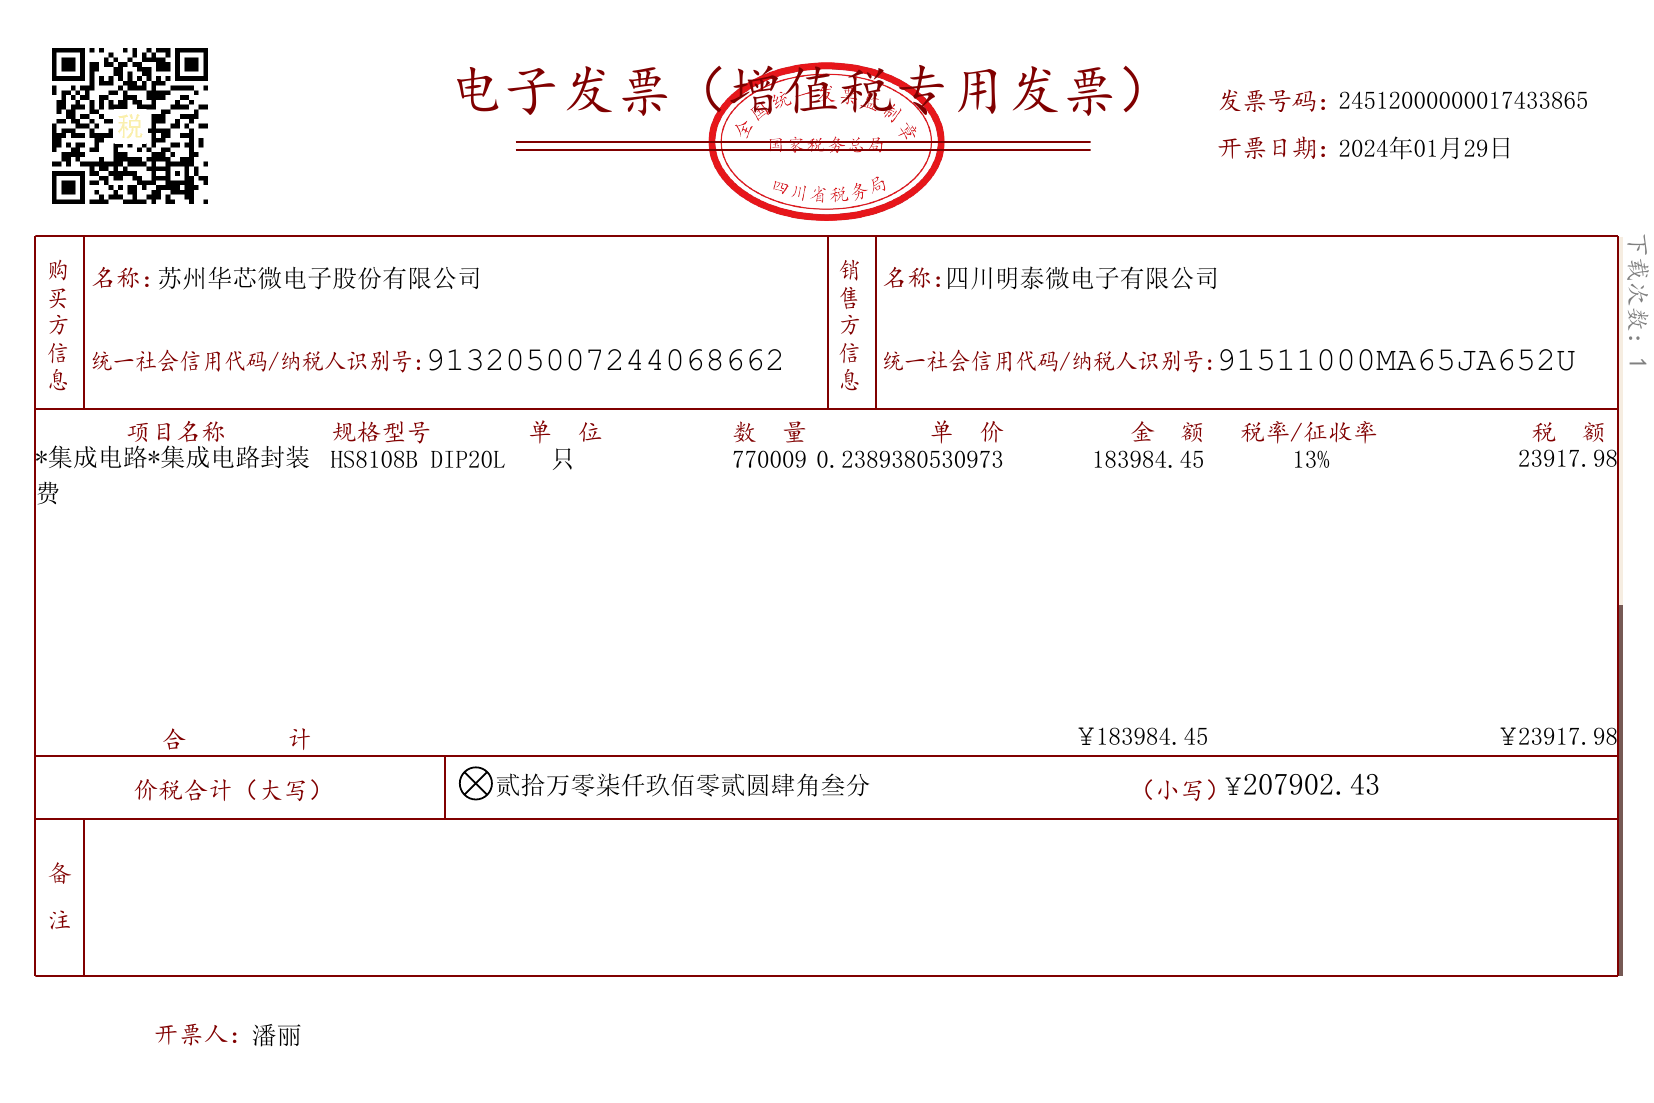 电子发票（增值税专用发票）
全国统一发票监制章
国家税务总局
四川省税务局
税
发票号码：24512000000017433865
开票日期：2024年01月29日
下载次数：1
购买方信息
名称：苏州华芯微电子股份有限公司
统一社会信用代码/纳税人识别号：913205007244068662
销售方信息
名称：四川明泰微电子有限公司
统一社会信用代码/纳税人识别号：91511000MA65JA652U
项目名称 规格型号 单位 数量 单价 金额 税率/征收率 税额
*集成电路*集成电路封装 HS8108B DIP20L 只 770009 0.2389380530973 183984.45 13% 23917.98
费
合计 ¥183984.45 ¥23917.98
价税合计（大写） 贰拾万零柒仟玖佰零贰圆肆角叁分 （小写）¥207902.43
备注
开票人：潘丽